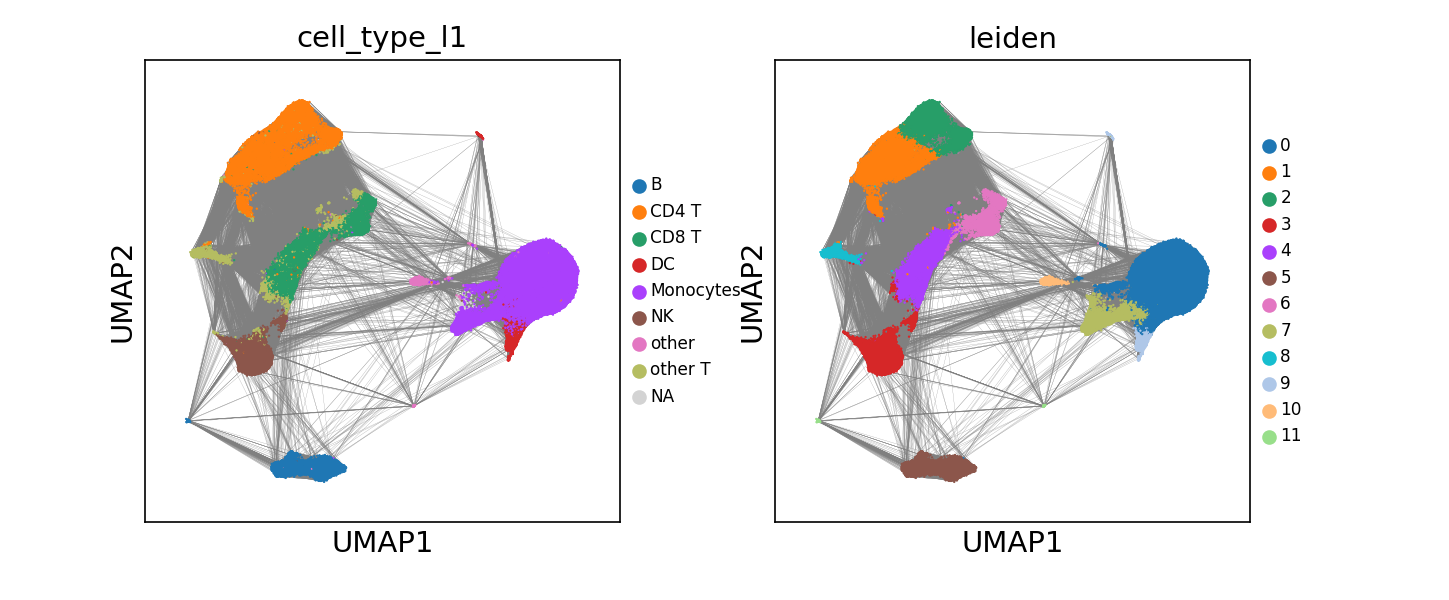 cell_type_l1
UMAP2
UMAP1
B
CD4 T
CD8 T
DC
Monocytes
NK
other
other T
NA
leiden
UMAP2
UMAP1
0
1
2
3
4
5
6
7
8
9
10
11